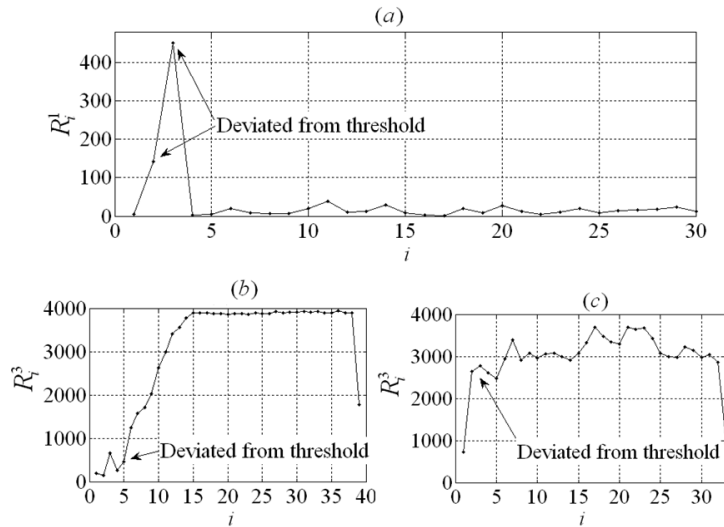 (a)
400
300
200
100
0
R_i^1
Deviated from threshold
0 5 10 15 20 25 30
i
(b)
4000
3000
2000
1000
0
R_i^3
Deviated from threshold
0 5 10 15 20 25 30 35 40
i
(c)
4000
3000
2000
1000
0
R_i^3
Deviated from threshold
0 5 10 15 20 25 30
i